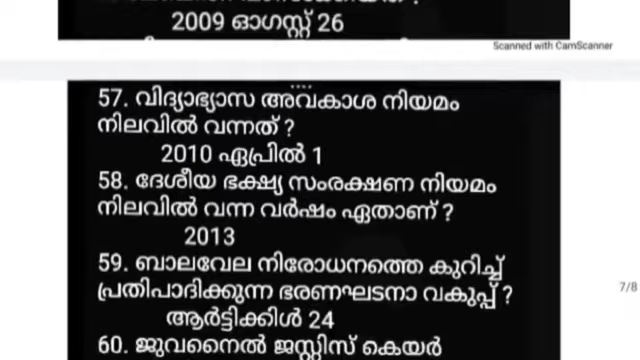 2009 ഓഗസ്റ്റ് 26
Scanned with CamScanner
57. വിദ്യാഭ്യാസ അവകാശ നിയമം
നിലവിൽ വന്നത് ?
2010 ഏപ്രിൽ 1
58. ദേശീയ ഭക്ഷ്യ സംരക്ഷണ നിയമം
നിലവിൽ വന്ന വർഷം ഏതാണ് ?
2013
59. ബാലവേല നിരോധനത്തെ കുറിച്ച്
പ്രതിപാദിക്കുന്ന ഭരണഘടനാ വകുപ്പ് ?
7/8
ആർട്ടിക്കിൾ 24
60. ജുവനൈൽ ജസ്റ്റിസ് കെയർ